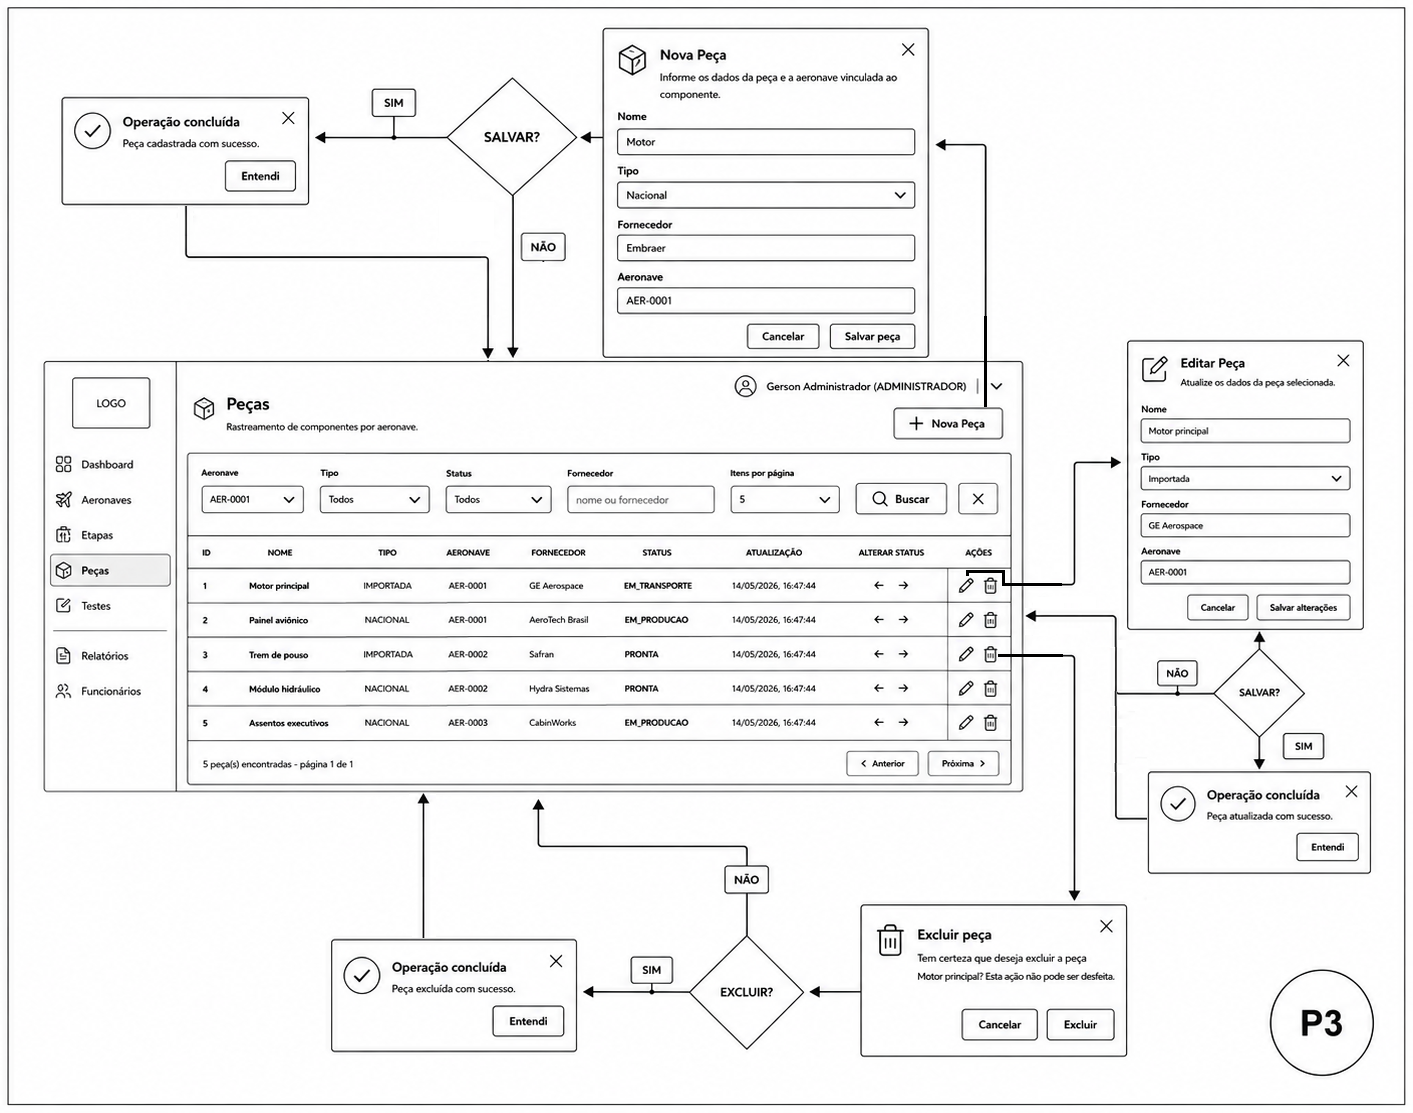 Nova Peça
Informe os dados da peça e a aeronave vinculada ao
componente.
Nome
Motor
Tipo
Nacional
Fornecedor
Embraer
Aeronave
AER-0001
Cancelar
Salvar peça
SALVAR?
SIM
NÃO
Operação concluída
Peça cadastrada com sucesso.
Entendi
LOGO
Dashboard
Aeronaves
Etapas
Peças
Testes
Relatórios
Funcionários
Gerson Administrador (ADMINISTRADOR)
Peças
Rastreamento de componentes por aeronave.
+ Nova Peça
Aeronave Tipo Status Fornecedor Itens por página
AER-0001 Todos Todos nome ou fornecedor 5 Buscar
ID NOME TIPO AERONAVE FORNECEDOR STATUS ATUALIZAÇÃO ALTERAR STATUS AÇÕES
1 Motor principal IMPORTADA AER-0001 GE Aerospace EM_TRANSPORTE 14/05/2026, 16:47:44 ← →
2 Painel aviônico NACIONAL AER-0001 AeroTech Brasil EM_PRODUCAO 14/05/2026, 16:47:44 ← →
3 Trem de pouso IMPORTADA AER-0002 Safran PRONTA 14/05/2026, 16:47:44 ← →
4 Módulo hidráulico NACIONAL AER-0002 Hydra Sistemas PRONTA 14/05/2026, 16:47:44 ← →
5 Assentos executivos NACIONAL AER-0003 CabinWorks EM_PRODUCAO 14/05/2026, 16:47:44 ← →
5 peça(s) encontradas - página 1 de 1
< Anterior
Próxima >
Editar Peça
Atualize os dados da peça selecionada.
Nome
Motor principal
Tipo
Importada
Fornecedor
GE Aerospace
Aeronave
AER-0001
Cancelar
Salvar alterações
SALVAR?
NÃO
SIM
Operação concluída
Peça atualizada com sucesso.
Entendi
Excluir peça
Tem certeza que deseja excluir a peça
Motor principal? Esta ação não pode ser desfeita.
Cancelar
Excluir
EXCLUIR?
NÃO
SIM
Operação concluída
Peça excluída com sucesso.
Entendi
P3